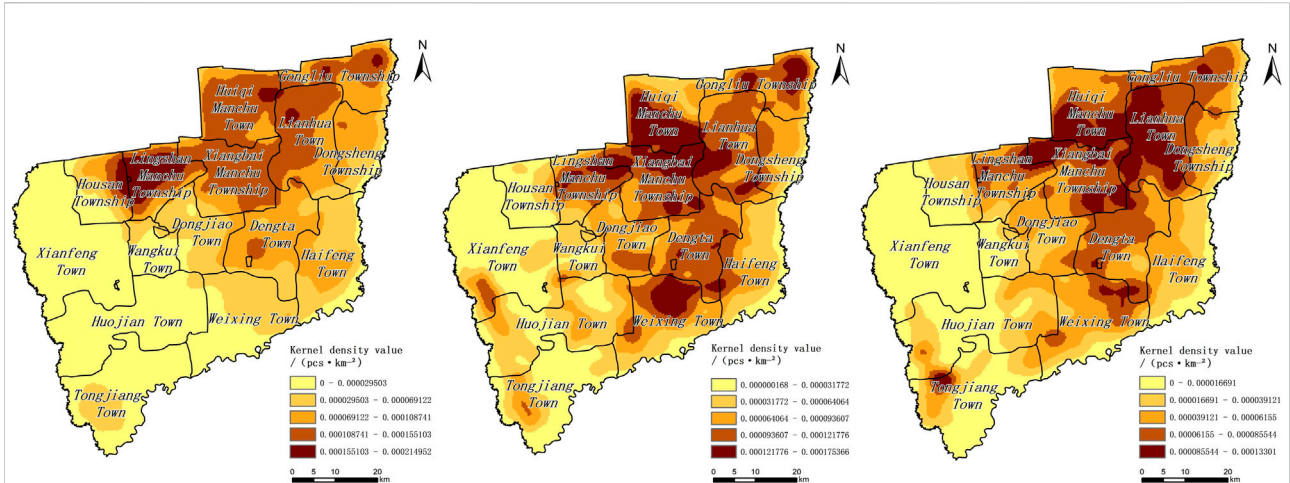 N
Gongliu Township
Huiqi
Manchu
Town
Lianhua
Town
Lingshan
Manchu
Township
Xiangbai
Manchu
Township
Dongsheng
Township
Housan
Township
Dongjiao
Town
Dengta
Town
Wangkui
Town
Xianfeng
Town
Haifeng
Town
Huojian Town
Weixing Town
Tongjiang
Town
Kernel density value
/ (pcs•km⁻²)
0 - 0.000029503
0.000029503 - 0.000069122
0.000069122 - 0.000108741
0.000108741 - 0.000155103
0.000155103 - 0.000214952
0 5 10 20
km
N
Gongliu Township
Huiqi
Manchu
Town
Lianhua
Town
Lingshan
Manchu
Township
Xiangbai
Manchu
Township
Dongsheng
Township
Housan
Township
Dongjiao
Town
Dengta
Town
Wangkui
Town
Xianfeng
Town
Haifeng
Town
Huojian Town
Weixing Town
Tongjiang
Town
Kernel density value
/ (pcs•km⁻²)
0.000000168 - 0.00031772
0.000031772 - 0.000064064
0.000064064 - 0.000093607
0.000093607 - 0.000121776
0.000121776 - 0.000175366
0 5 10 20
km
N
Gongliu Township
Huiqi
Manchu
Town
Lianhua
Town
Lingshan
Manchu
Township
Xiangbai
Manchu
Township
Dongsheng
Township
Housan
Township
Dongjiao
Town
Dengta
Town
Wangkui
Town
Xianfeng
Town
Haifeng
Town
Huojian Town
Weixing Town
Tongjiang
Town
Kernel density value
/ (pcs•km⁻²)
0 - 0.000016691
0.000016691 - 0.000039121
0.000039121 - 0.00006155
0.00006155 - 0.000085544
0.000085544 - 0.00013301
0 5 10 20
km